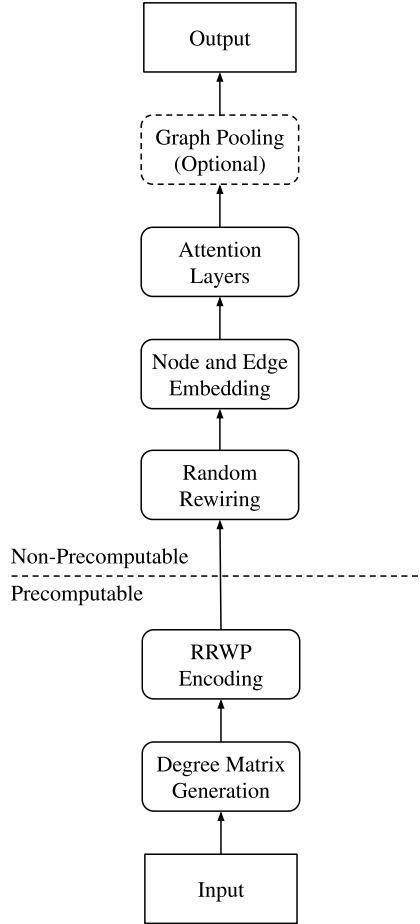 Output
Graph Pooling
(Optional)
Attention
Layers
Node and Edge
Embedding
Random
Rewiring
Non-Precomputable
Precomputable
RRWP
Encoding
Degree Matrix
Generation
Input